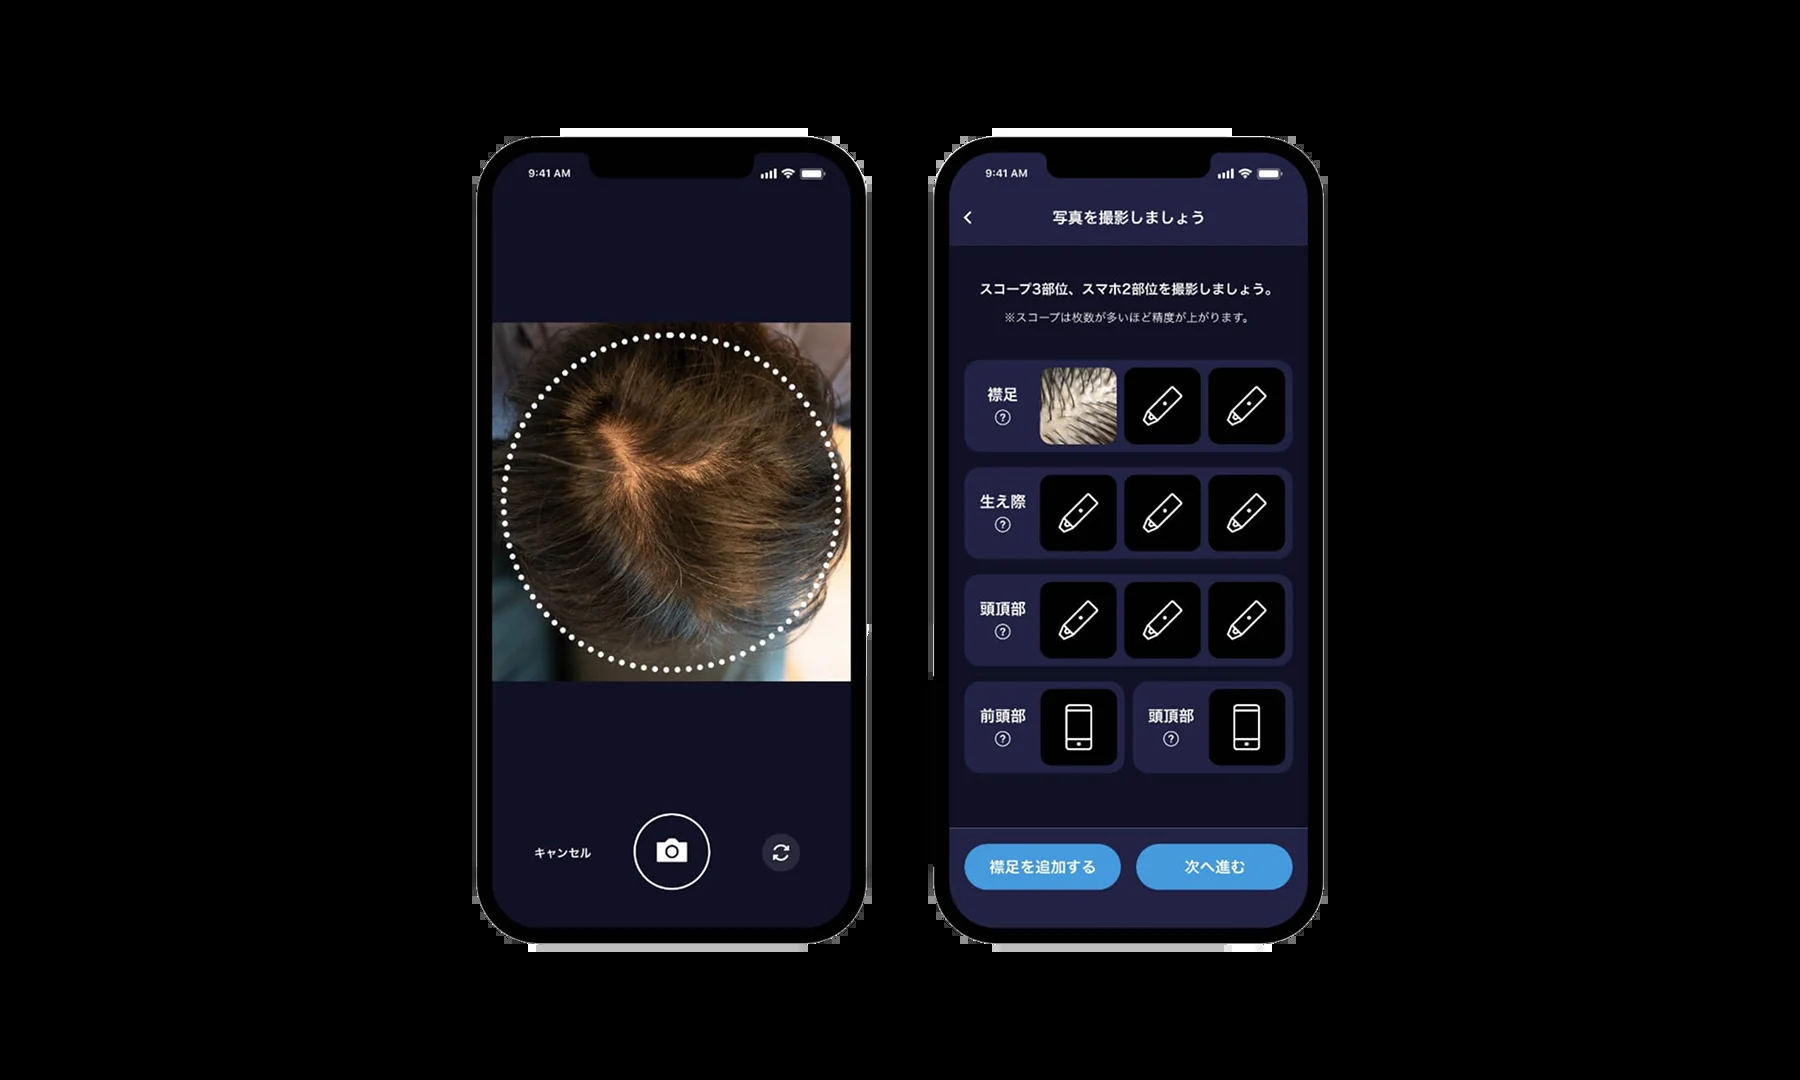 9:41 AM
キャンセル
9:41 AM
写真を撮影しましょう
スコープ3部位、スマホ2部位を撮影しましょう。
※スコープは枚数が多いほど精度が上がります。
襟足
?
生え際
?
頭頂部
?
前頭部
?
頭頂部
?
襟足を追加する
次へ進む